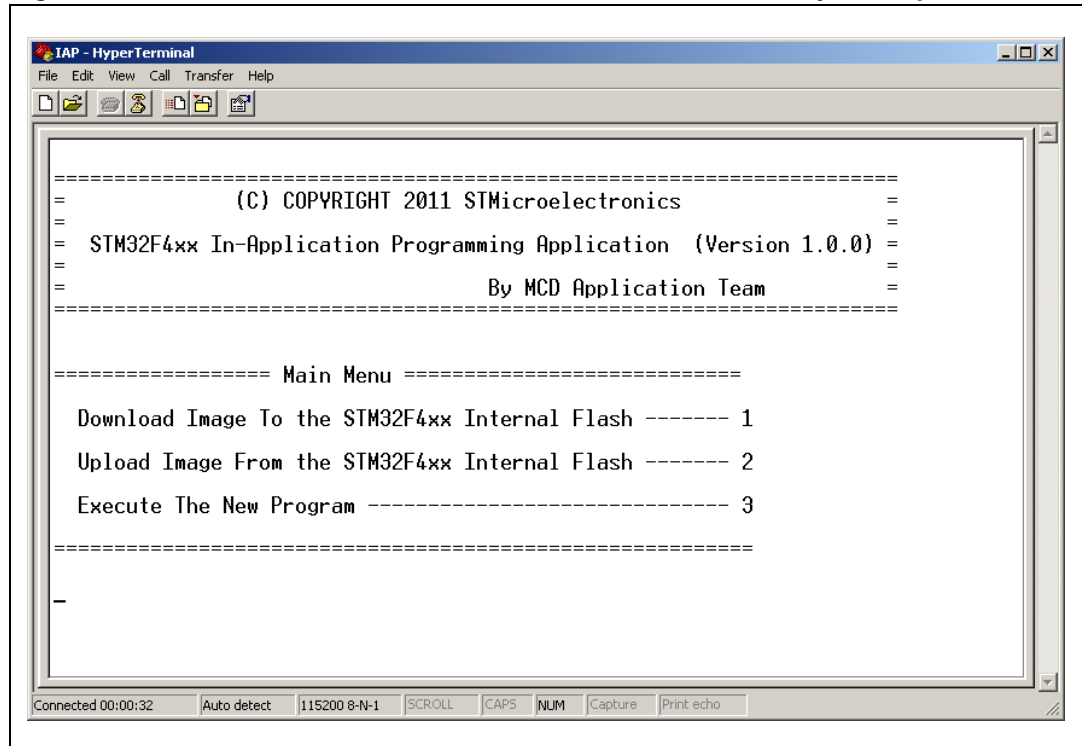 IAP - HyperTerminal
File Edit View Call Transfer Help
======================================================================
= (C) COPYRIGHT 2011 STMicroelectronics =
= =
= STM32F4xx In-Application Programming Application (Version 1.0.0) =
= =
= By MCD Application Team =
======================================================================
================== Main Menu ============================
Download Image To the STM32F4xx Internal Flash ------- 1
Upload Image From the STM32F4xx Internal Flash ------- 2
Execute The New Program ------------------------------ 3
==========================================================
_
Connected 00:00:32 Auto detect 115200 8-N-1 SCROLL CAPS NUM Capture Print echo